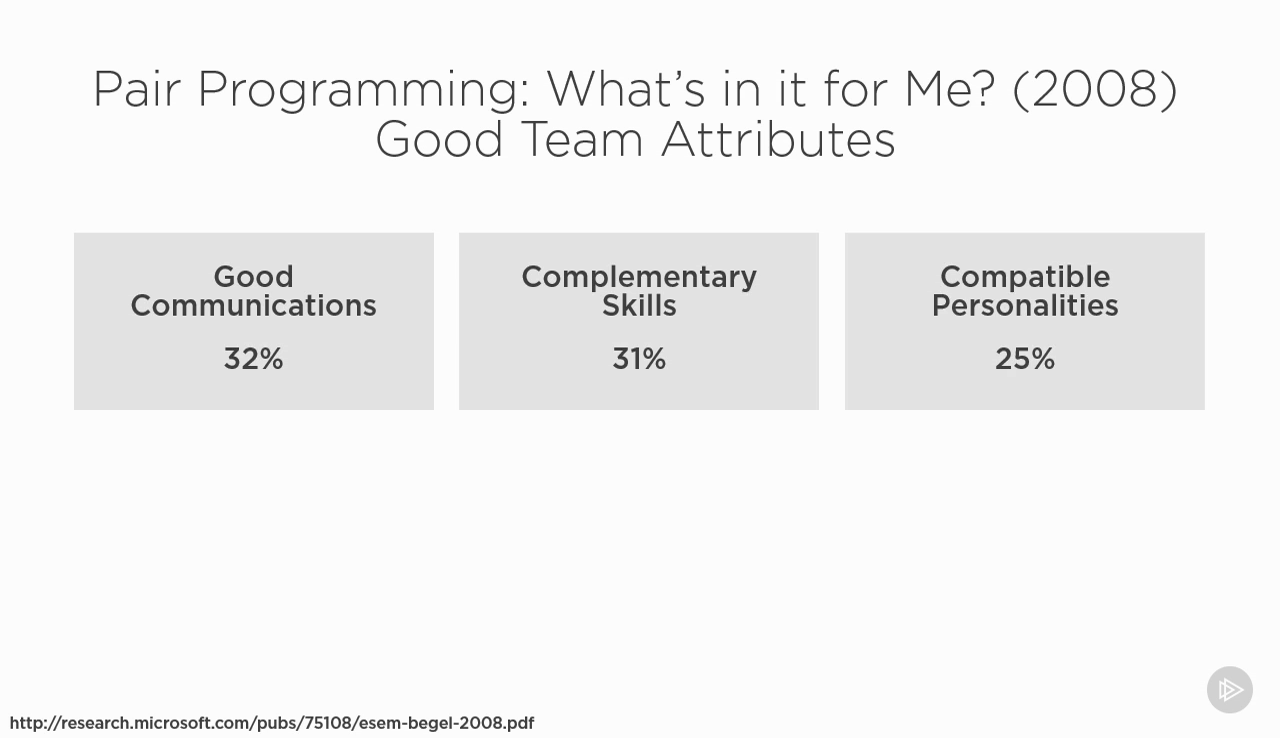 Pair Programming: What’s in it for Me? (2008)
Good Team Attributes
Good
Communications
32%
Complementary
Skills
31%
Compatible
Personalities
25%
http://research.microsoft.com/pubs/75108/esem-begel-2008.pdf